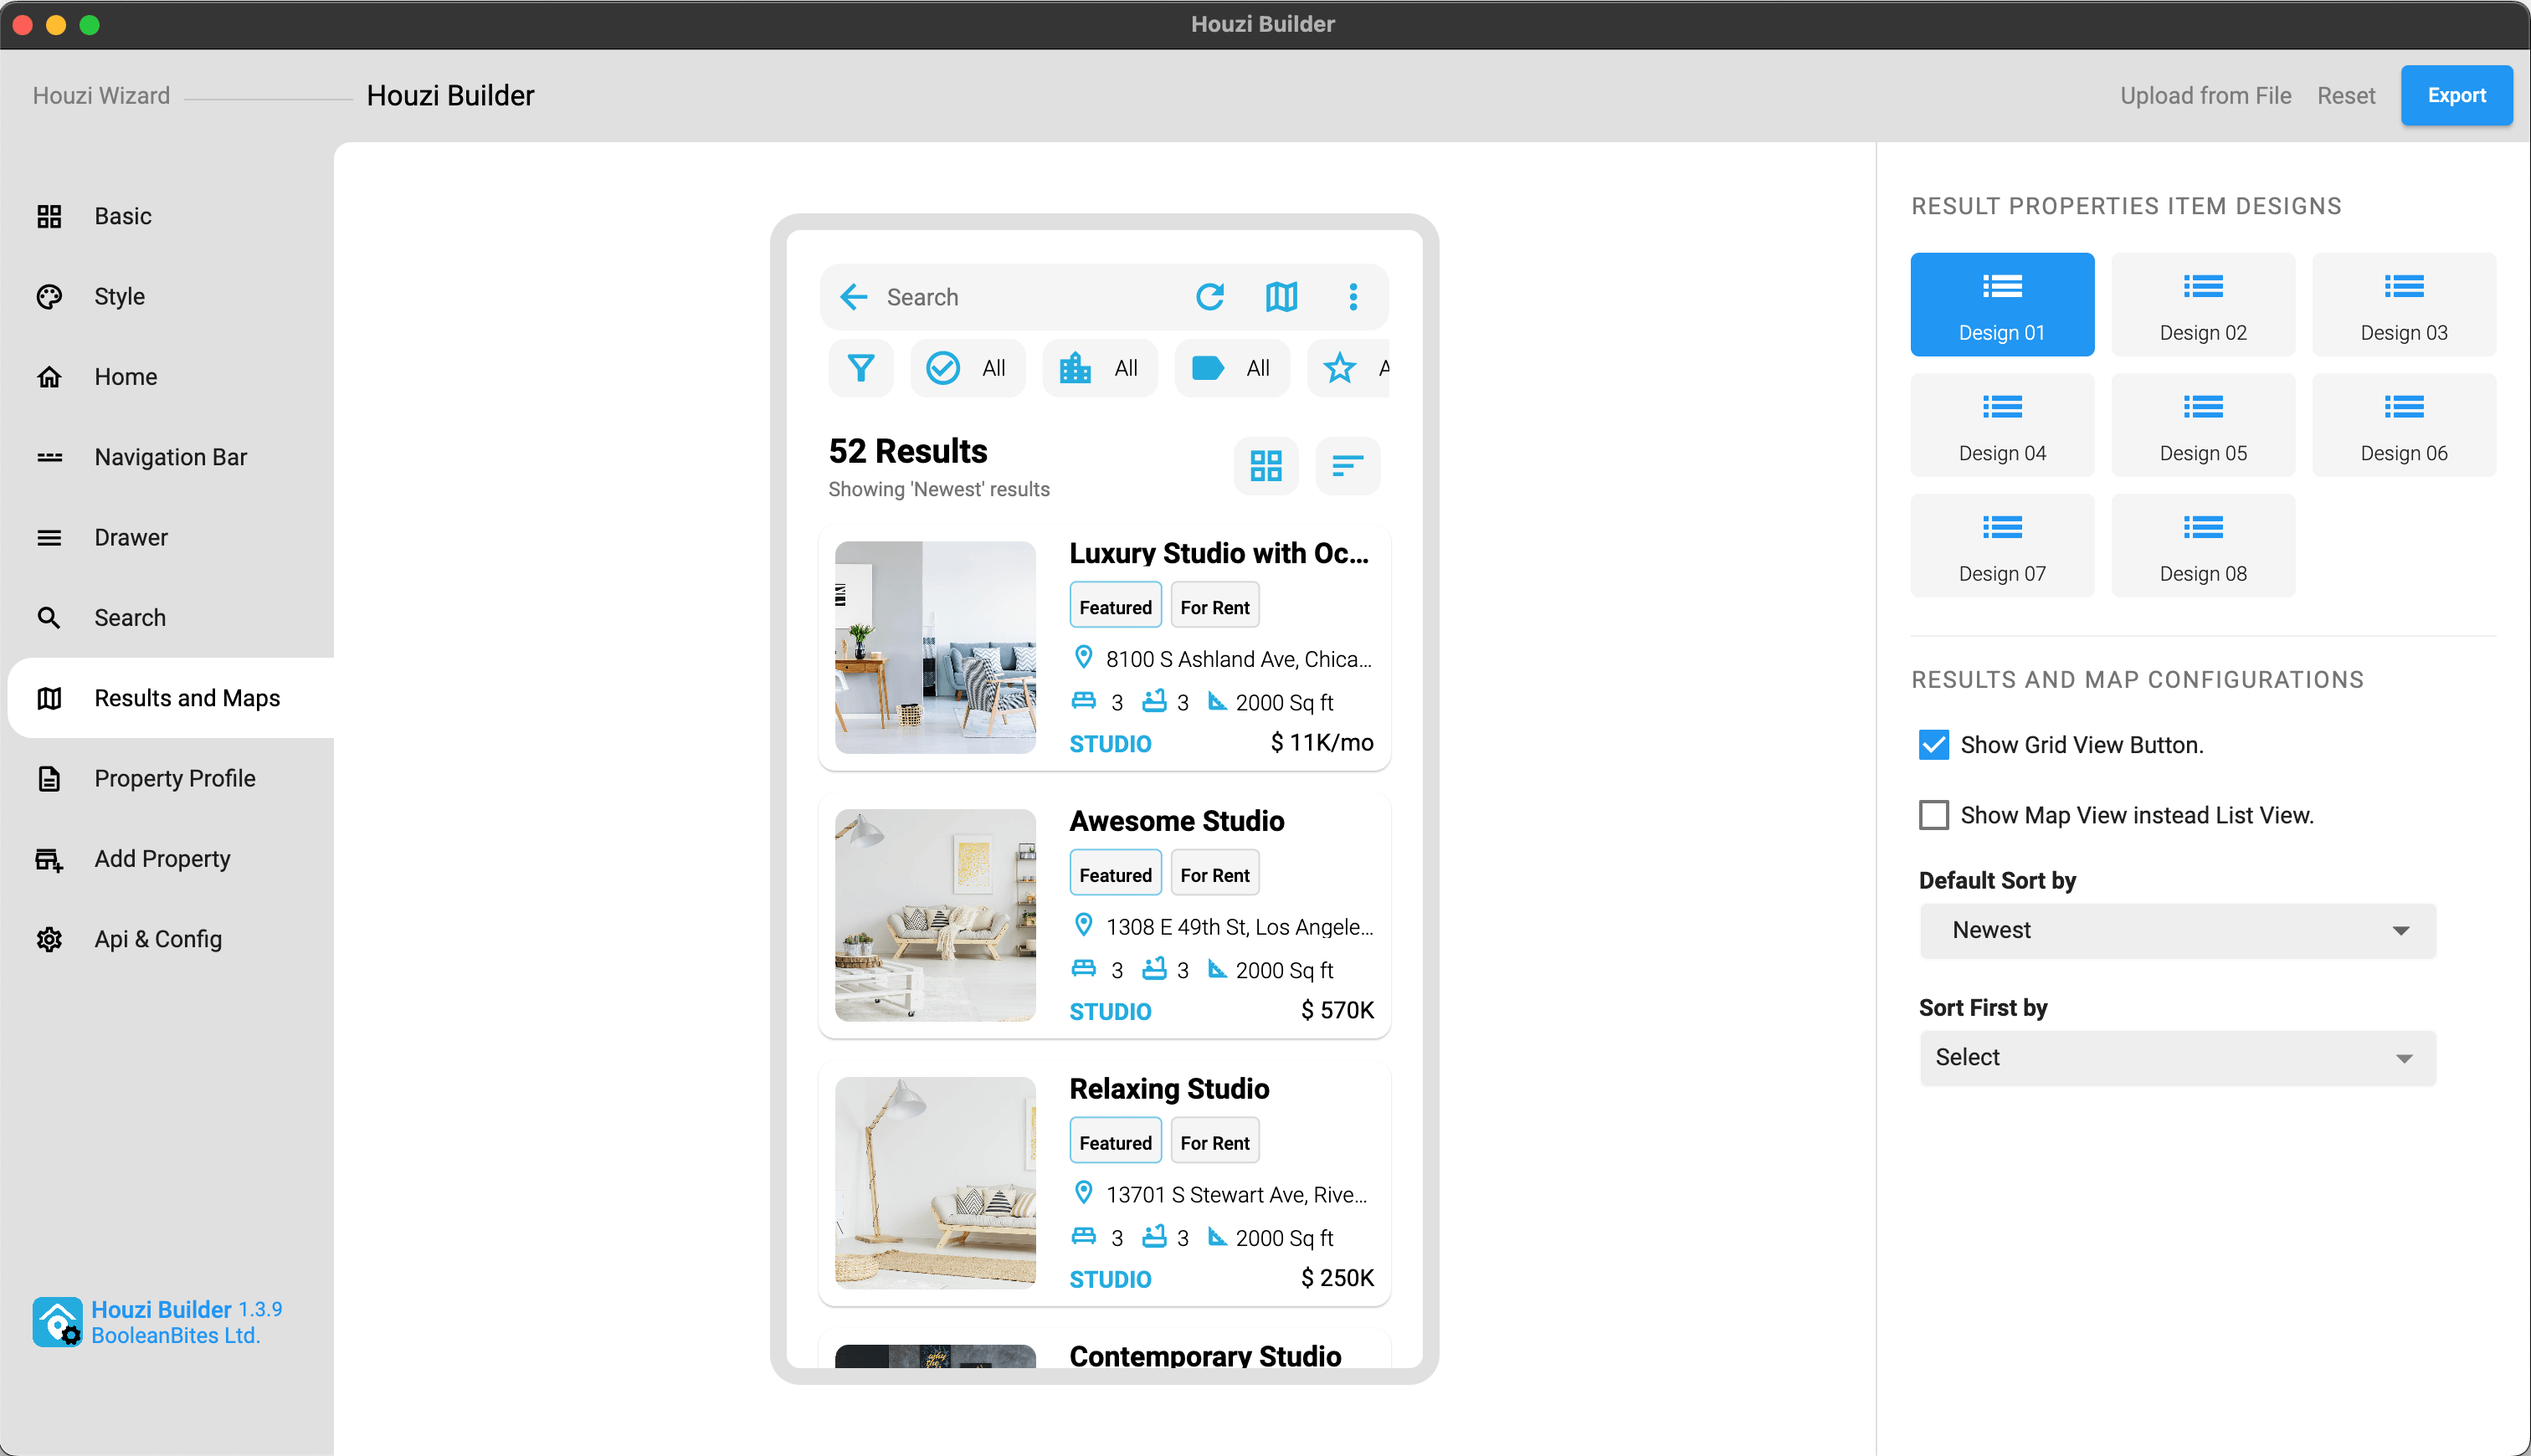 Houzi Builder
Houzi Wizard
Houzi Builder
Upload from File
Reset
Export
Basic
Style
Home
Navigation Bar
Drawer
Search
Results and Maps
Property Profile
Add Property
Api & Config
Houzi Builder 1.3.9
BooleanBites Ltd.
Search
All
All
All
A
52 Results
Showing 'Newest' results
Luxury Studio with Oc...
Featured
For Rent
8100 S Ashland Ave, Chica...
3 3 2000 Sq ft
STUDIO
$ 11K/mo
Awesome Studio
Featured
For Rent
1308 E 49th St, Los Angele...
3 3 2000 Sq ft
STUDIO
$ 570K
Relaxing Studio
Featured
For Rent
13701 S Stewart Ave, Rive...
3 3 2000 Sq ft
STUDIO
$ 250K
Contemporary Studio
RESULT PROPERTIES ITEM DESIGNS
Design 01
Design 02
Design 03
Design 04
Design 05
Design 06
Design 07
Design 08
RESULTS AND MAP CONFIGURATIONS
Show Grid View Button.
Show Map View instead List View.
Default Sort by
Newest
Sort First by
Select